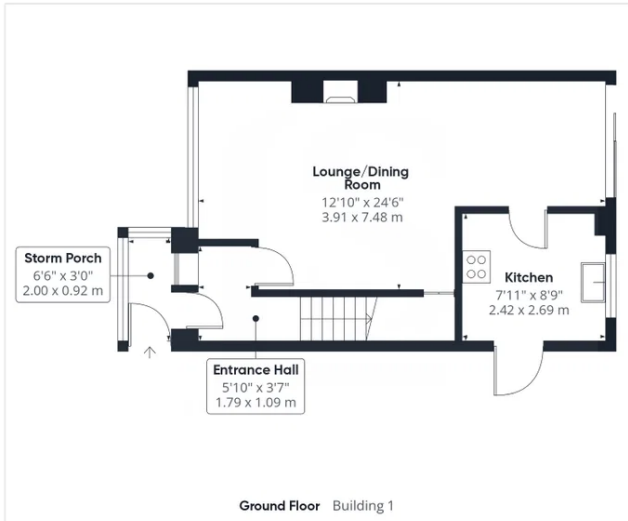 Lounge/Dining
Room
12'10" x 24'6"
3.91 x 7.48 m
Storm Porch
6'6" x 3'0"
2.00 x 0.92 m
Kitchen
7'11" x 8'9"
2.42 x 2.69 m
Entrance Hall
5'10" x 3'7"
1.79 x 1.09 m
Ground Floor Building 1